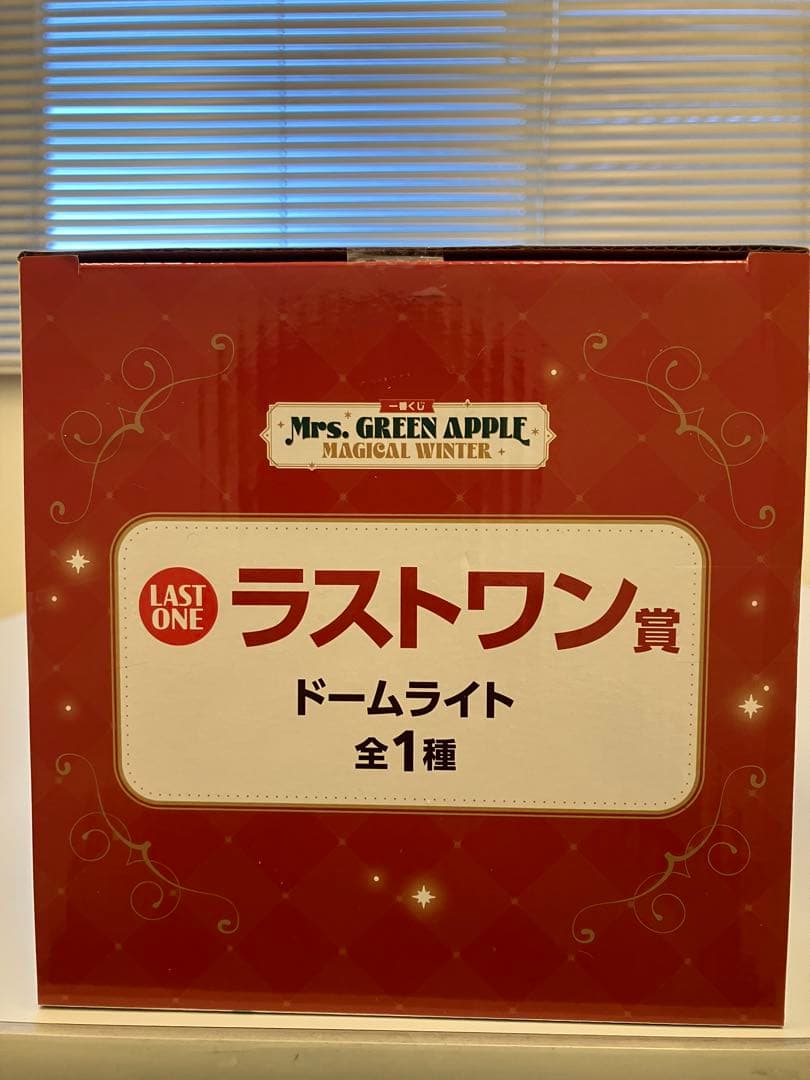 一番くじ
Mrs. GREEN APPLE
MAGICAL WINTER
LAST ONE
ラストワン賞
ドームライト
全1種